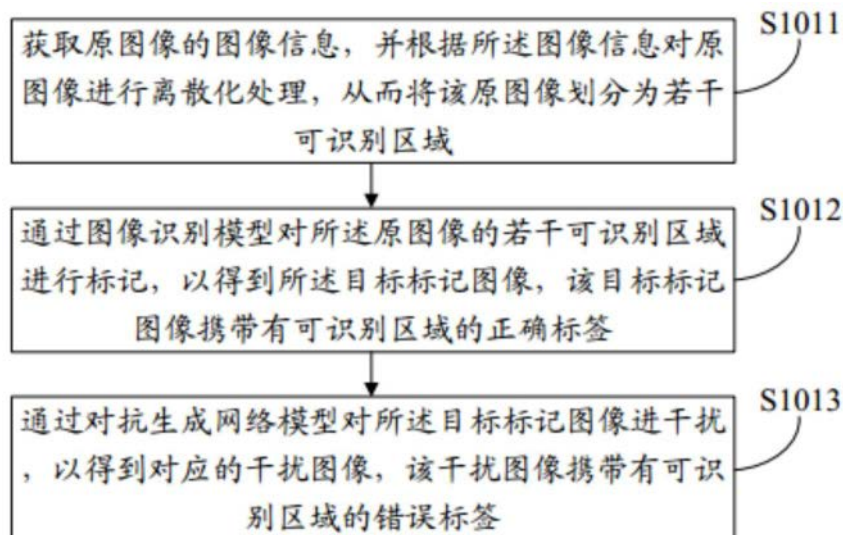 S1011
获取原图像的图像信息，并根据所述图像信息对原
图像进行离散化处理，从而将该原图像划分为若干
可识别区域
S1012
通过图像识别模型对所述原图像的若干可识别区域
进行标记，以得到所述目标标记图像，该目标标记
图像携带有可识别区域的正确标签
S1013
通过对抗生成网络模型对所述目标标记图像进干扰
，以得到对应的干扰图像，该干扰图像携带有可识
别区域的错误标签